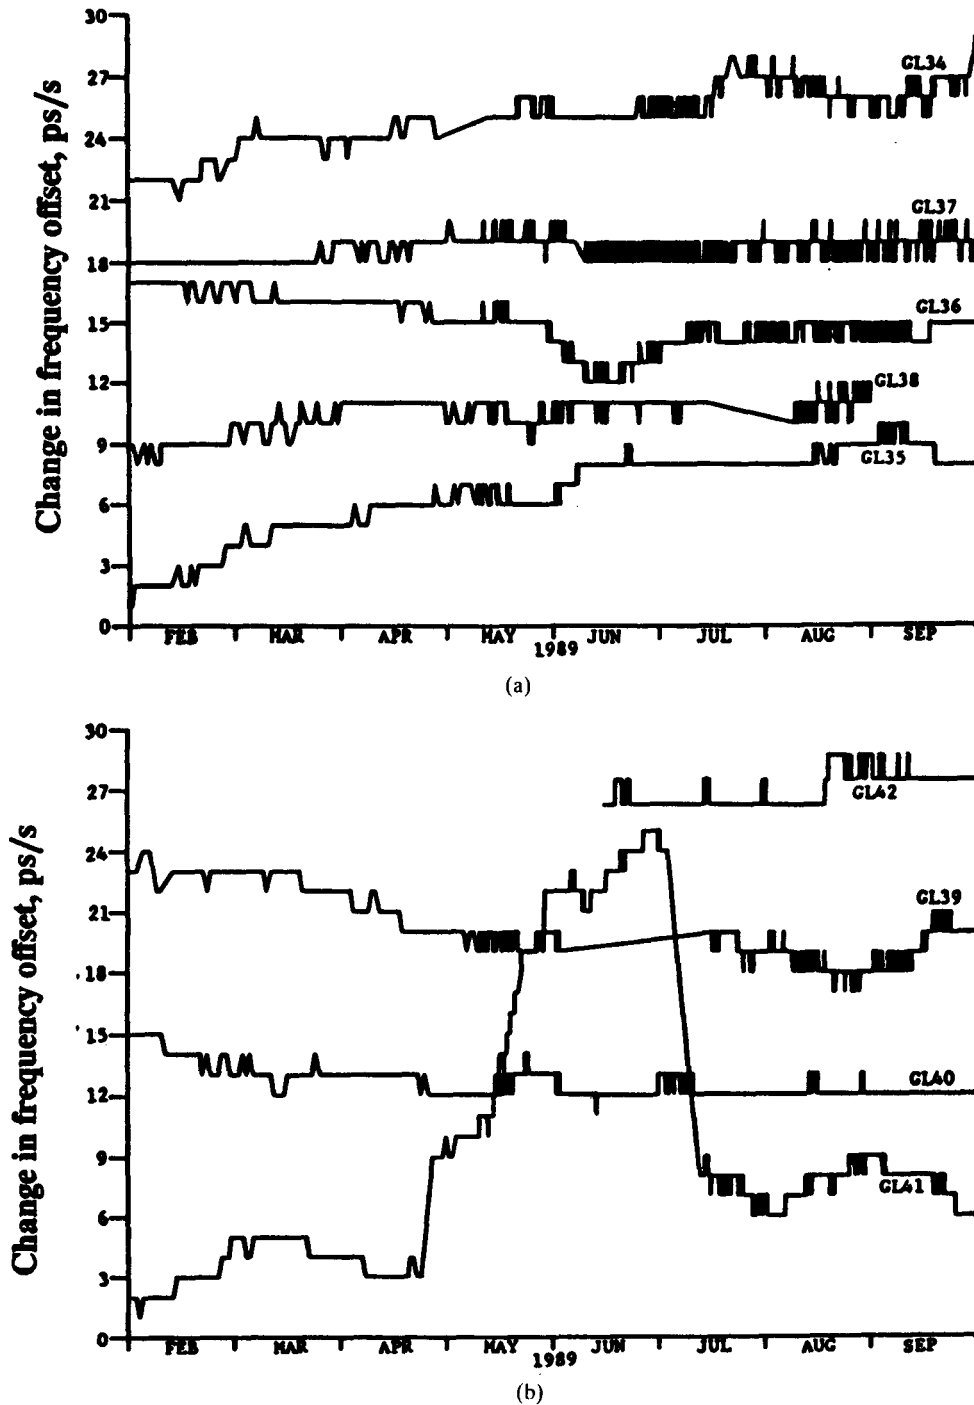 Change in frequency offset, ps/s
30
27
24
21
18
15
12
9
6
3
0
GL34
GL37
GL36
GL38
GL35
FEB MAR APR MAY JUN JUL AUG SEP
1989
(a)
Change in frequency offset, ps/s
30
27
24
21
18
15
12
9
6
3
0
GL42
GL39
GL40
GL41
FEB MAR APR MAY JUN JUL AUG SEP
1989
(b)